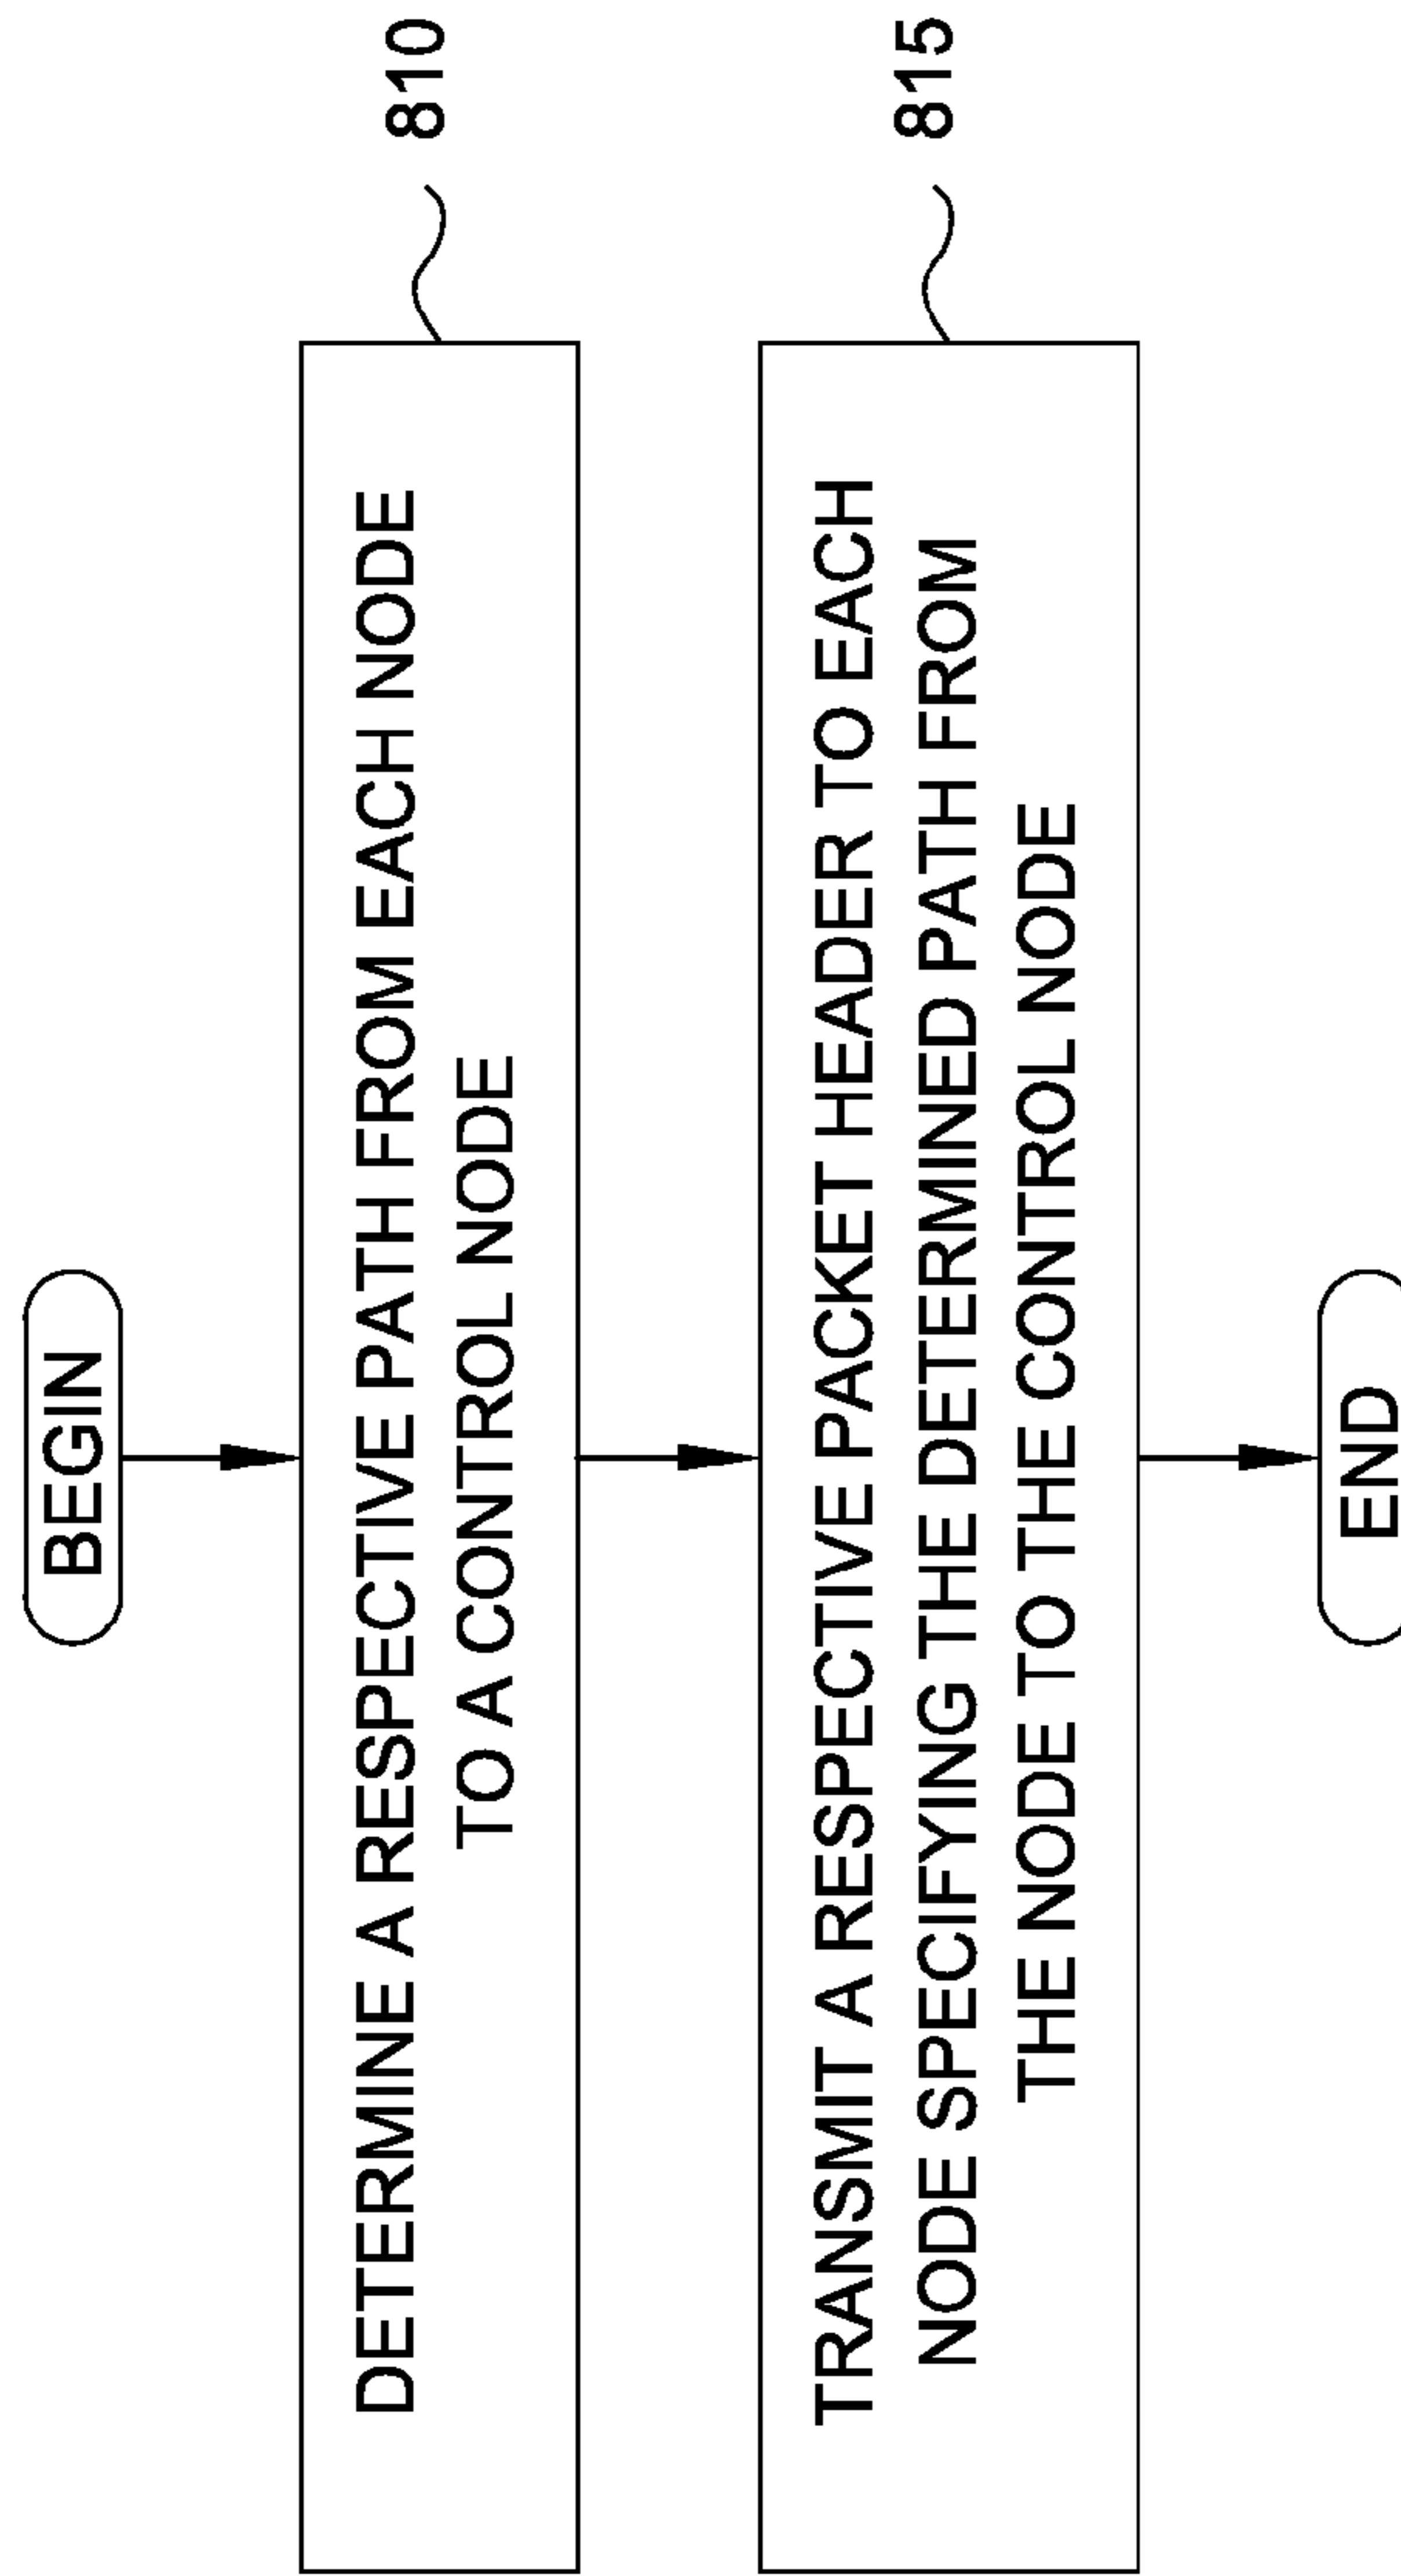 BEGIN
DETERMINE A RESPECTIVE PATH FROM EACH NODE
TO A CONTROL NODE
810
TRANSMIT A RESPECTIVE PACKET HEADER TO EACH
NODE SPECIFYING THE DETERMINED PATH FROM
THE NODE TO THE CONTROL NODE
815
END